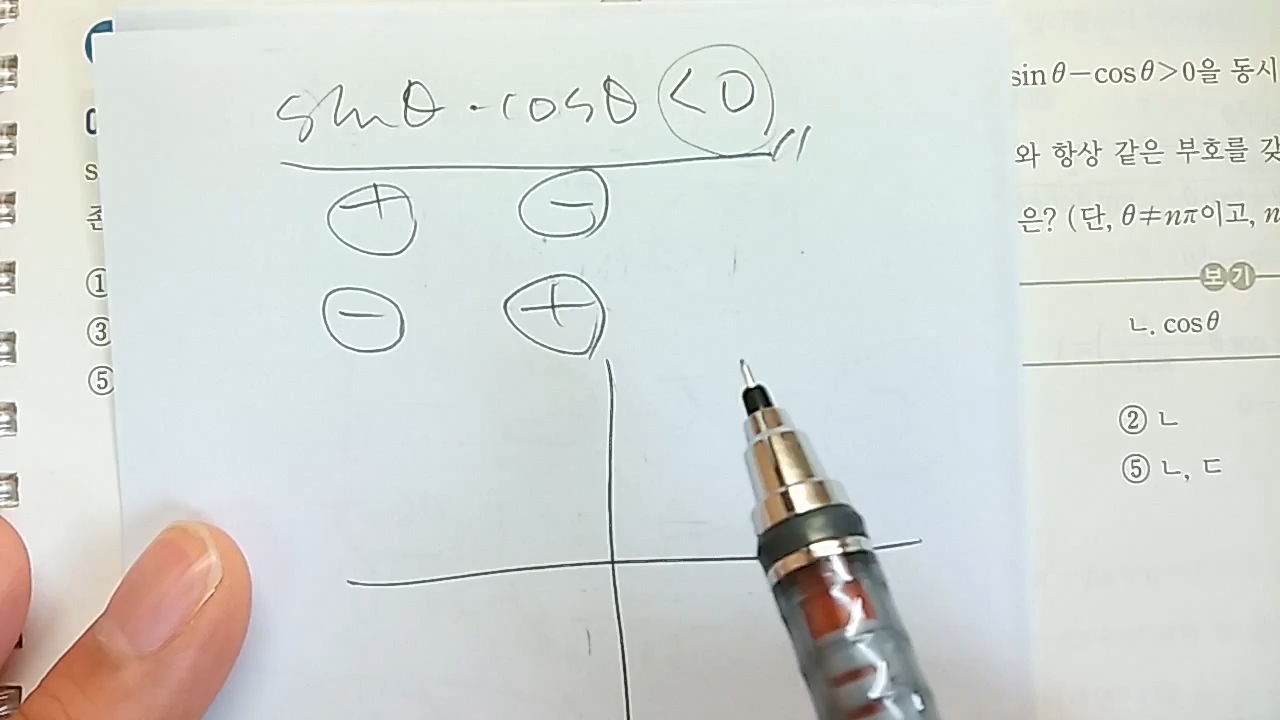 sinθ · cosθ < 0
+ -
- +
sinθ-cosθ>0을 동시
와 항상 같은 부호를 갖
은? (단, θ≠nπ이고, n
보기
ㄴ. cosθ
① ② ㄴ
③
⑤ ⑤ ㄴ, ㄷ